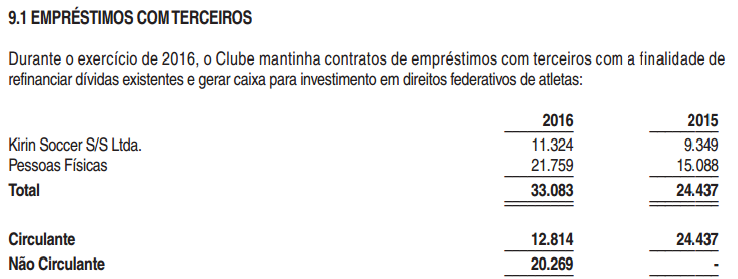 9.1 EMPRÉSTIMOS COM TERCEIROS
Durante o exercício de 2016, o Clube mantinha contratos de empréstimos com terceiros com a finalidade de
refinanciar dívidas existentes e gerar caixa para investimento em direitos federativos de atletas:
2016 2015
Kirin Soccer S/S Ltda. 11.324 9.349
Pessoas Físicas 21.759 15.088
Total 33.083 24.437
Circulante 12.814 24.437
Não Circulante 20.269 -